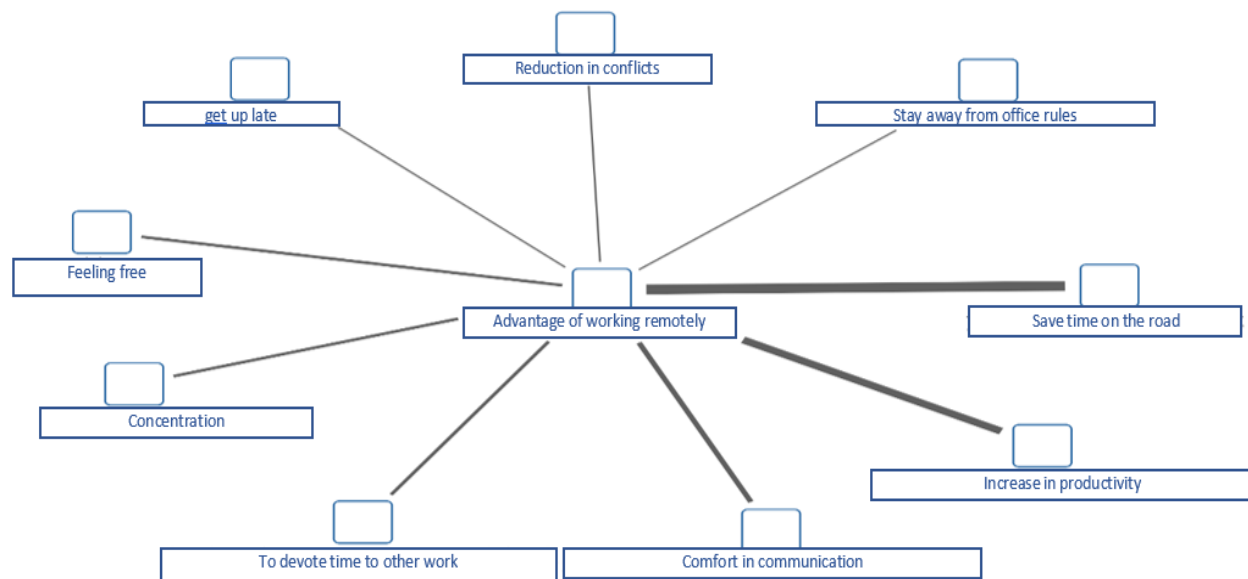 Reduction in conflicts
get up late
Stay away from office rules
Feeling free
Advantage of working remotely
Save time on the road
Concentration
Increase in productivity
To devote time to other work
Comfort in communication